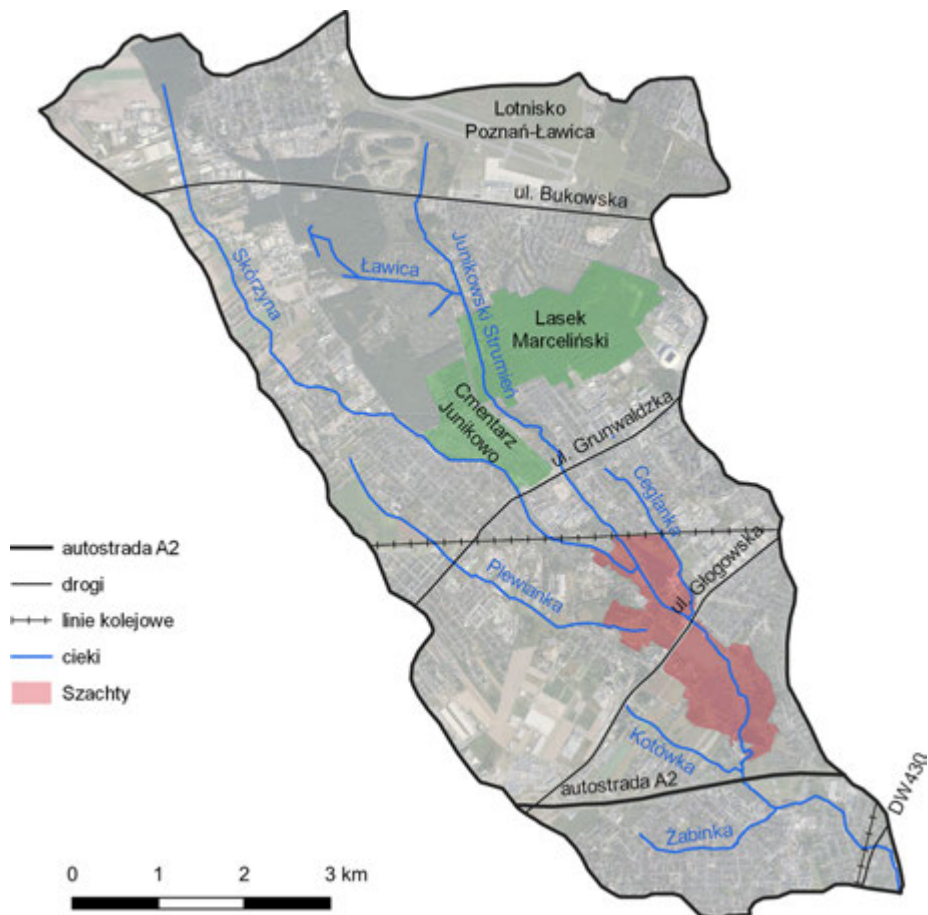 Lotnisko
Poznań-Ławica
ul. Bukowska
Skórzyna
Ławica
Junikowski Strumień
Lasek
Marceliński
Cmentarz
Junikowo
ul. Grunwaldzka
Ceglanka
autostrada A2
drogi
linie kolejowe
cieki
Szachty
Plewianka
ul. Głogowska
Kotówka
autostrada A2
DW430
Żabinka
0 1 2 3 km